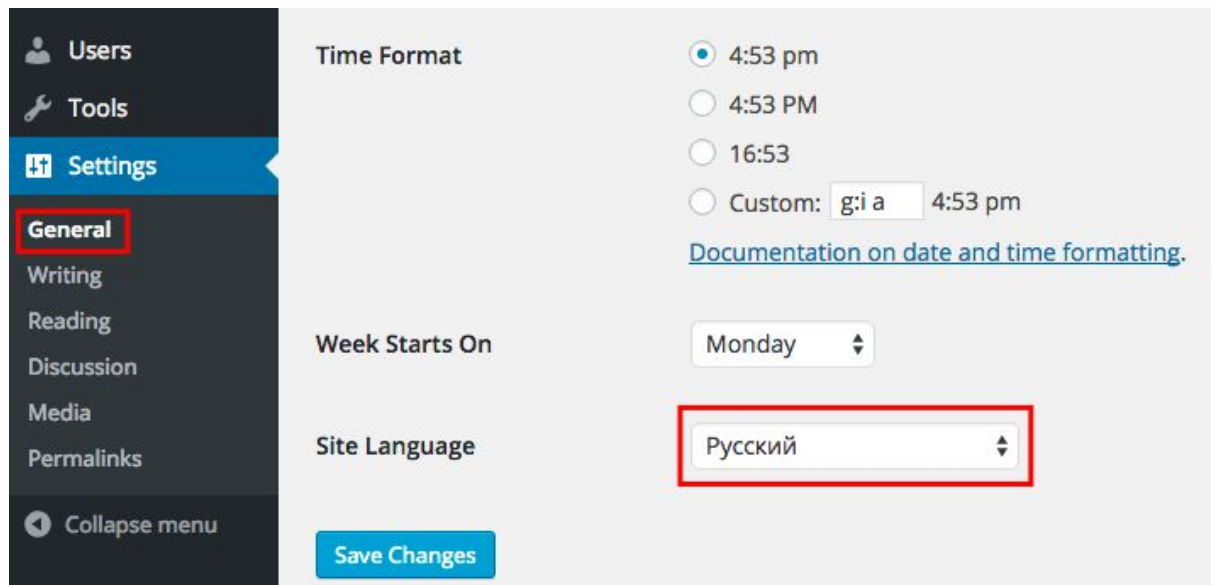 Users
Tools
Settings
General
Writing
Reading
Discussion
Media
Permalinks
Collapse menu
Time Format
4:53 pm
4:53 PM
16:53
Custom: g:i a 4:53 pm
Documentation on date and time formatting.
Week Starts On Monday
Site Language Русский
Save Changes